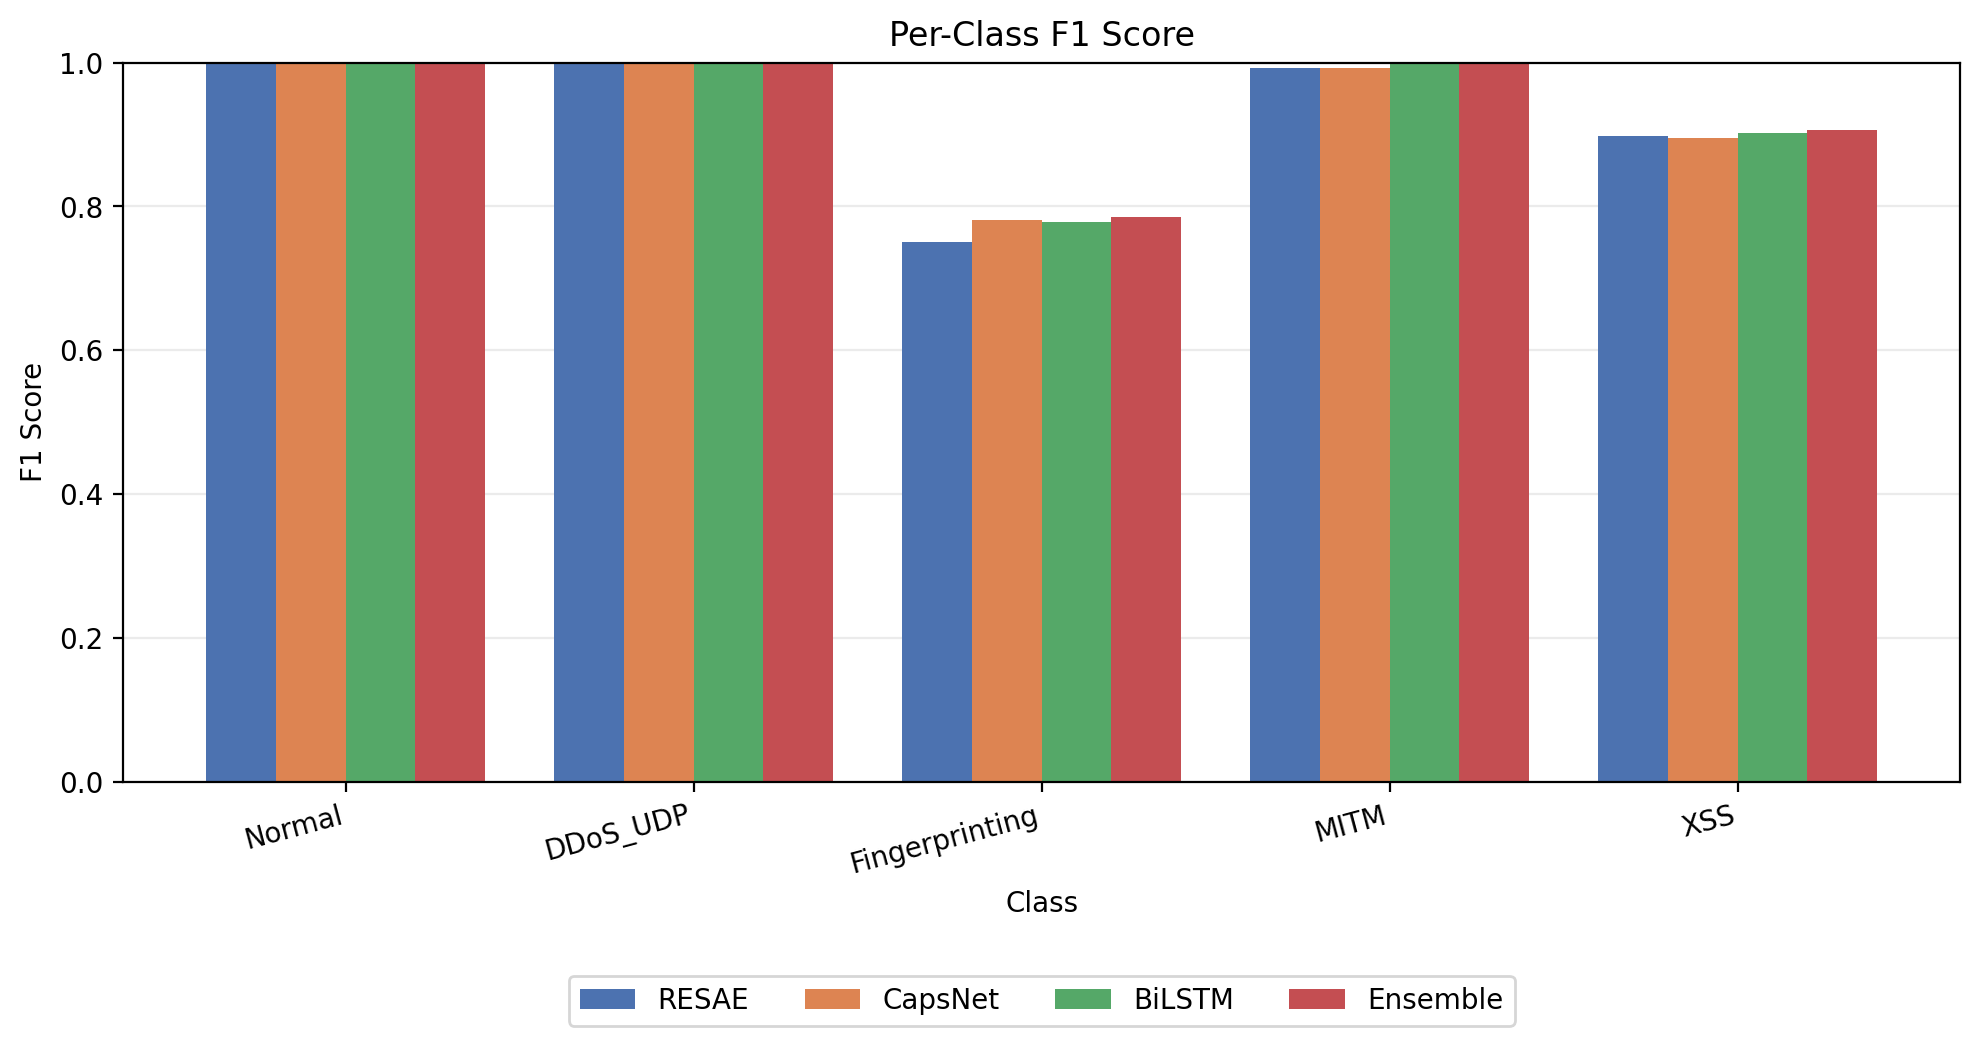 Per-Class F1 Score
1.0
0.8
0.6
0.4
0.2
0.0
F1 Score
Normal
DDoS_UDP
Fingerprinting
MITM
XSS
Class
RESAE CapsNet BiLSTM Ensemble